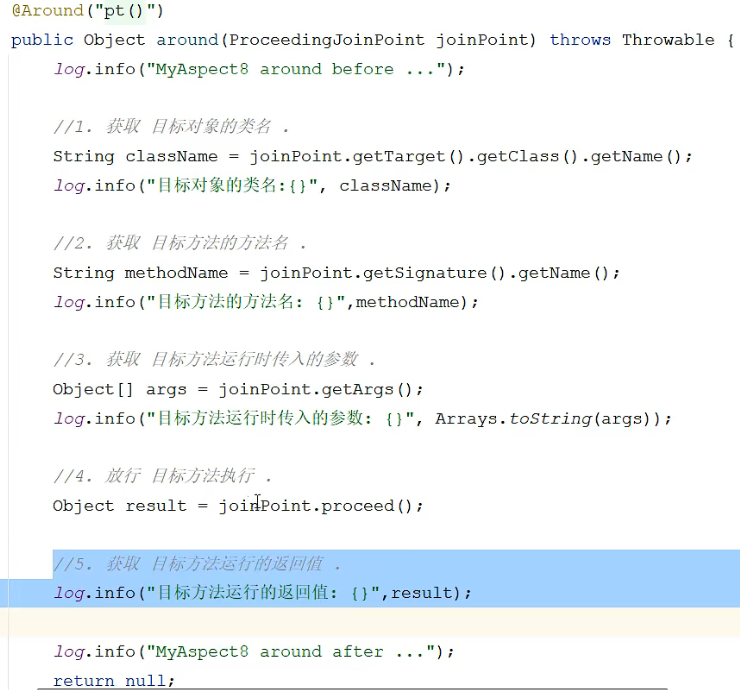 @Around("pt()")
public Object around(ProceedingJoinPoint joinPoint) throws Throwable {
log.info("MyAspect8 around before ...");
//1. 获取 目标对象的类名 .
String className = joinPoint.getTarget().getClass().getName();
log.info("目标对象的类名:{}", className);
//2. 获取 目标方法的方法名 .
String methodName = joinPoint.getSignature().getName();
log.info("目标方法的方法名: {}",methodName);
//3. 获取 目标方法运行时传入的参数 .
Object[] args = joinPoint.getArgs();
log.info("目标方法运行时传入的参数: {}", Arrays.toString(args));
//4. 放行 目标方法执行 .
Object result = joinPoint.proceed();
//5. 获取 目标方法运行的返回值 .
log.info("目标方法运行的返回值: {}",result);
log.info("MyAspect8 around after ...");
return null;